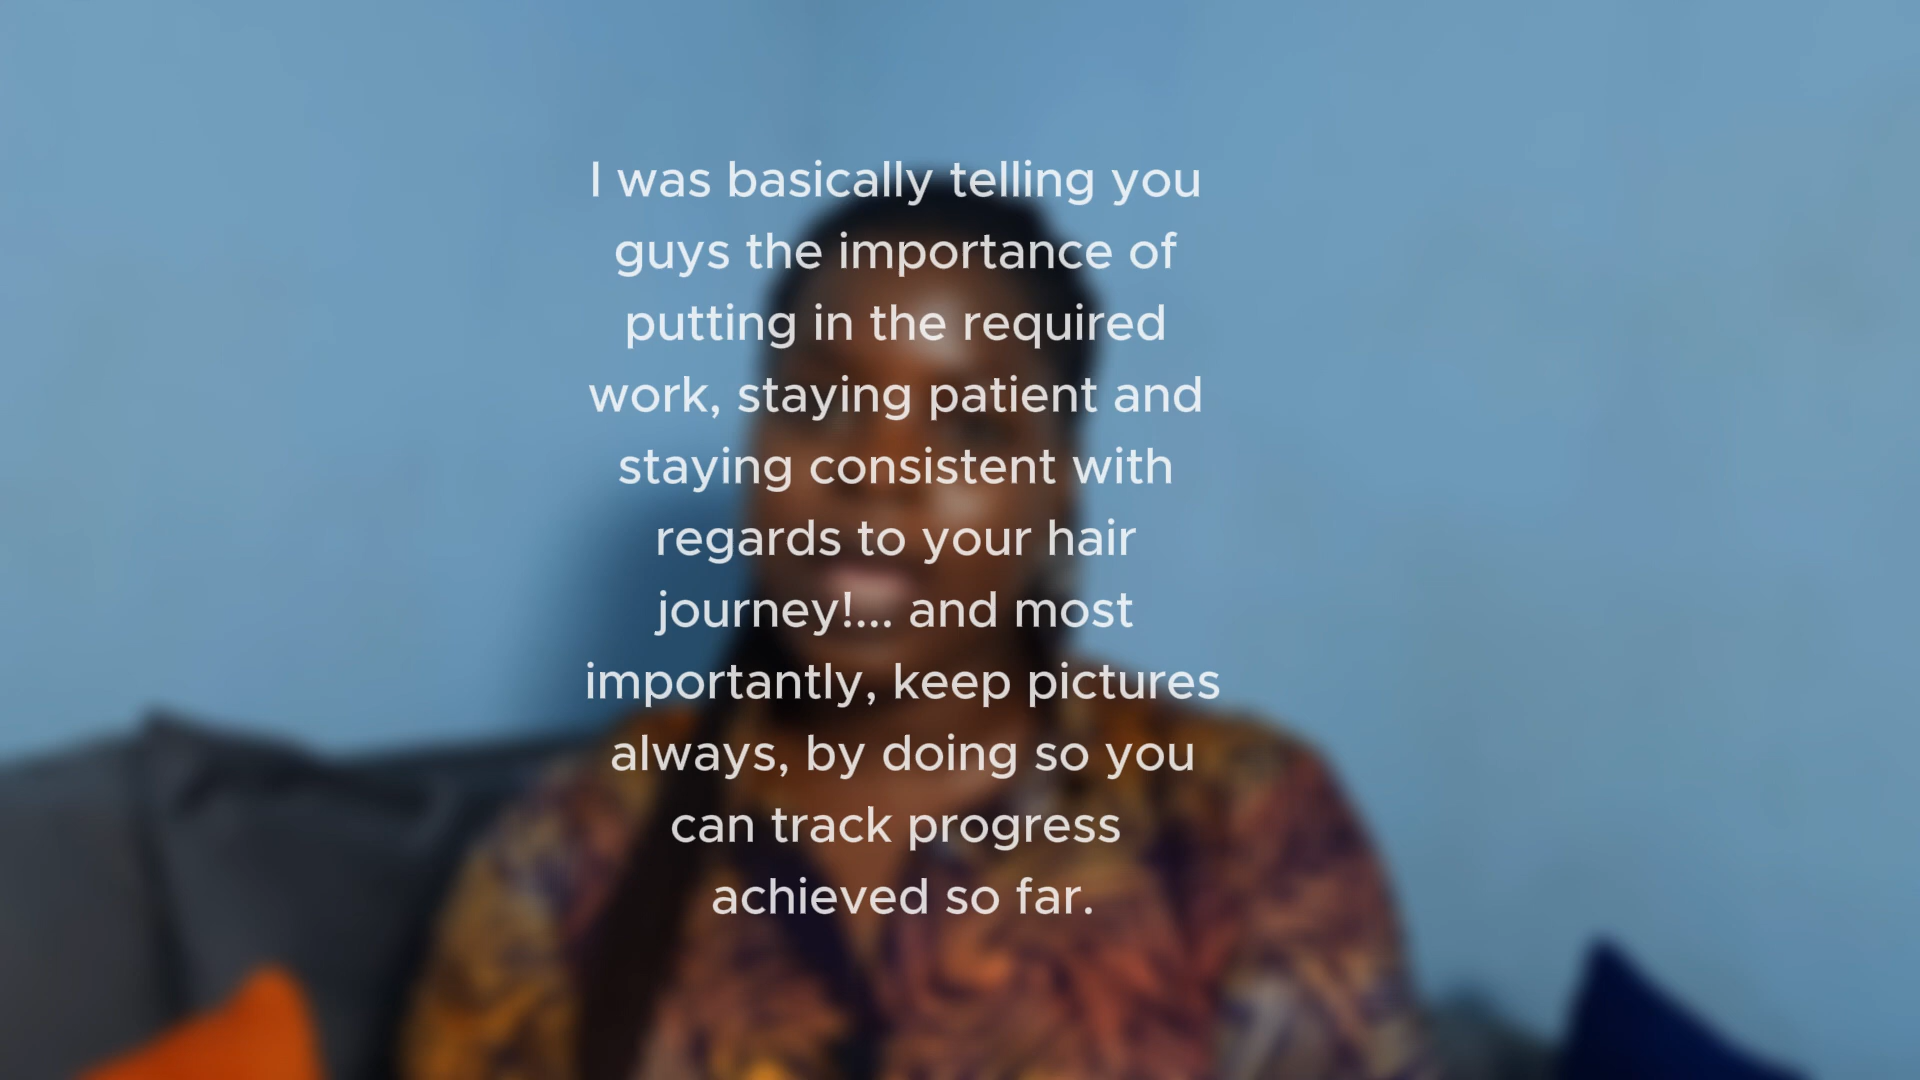 I was basically telling you
guys the importance of
putting in the required
work, staying patient and
staying consistent with
regards to your hair
journey!... and most
importantly, keep pictures
always, by doing so you
can track progress
achieved so far.